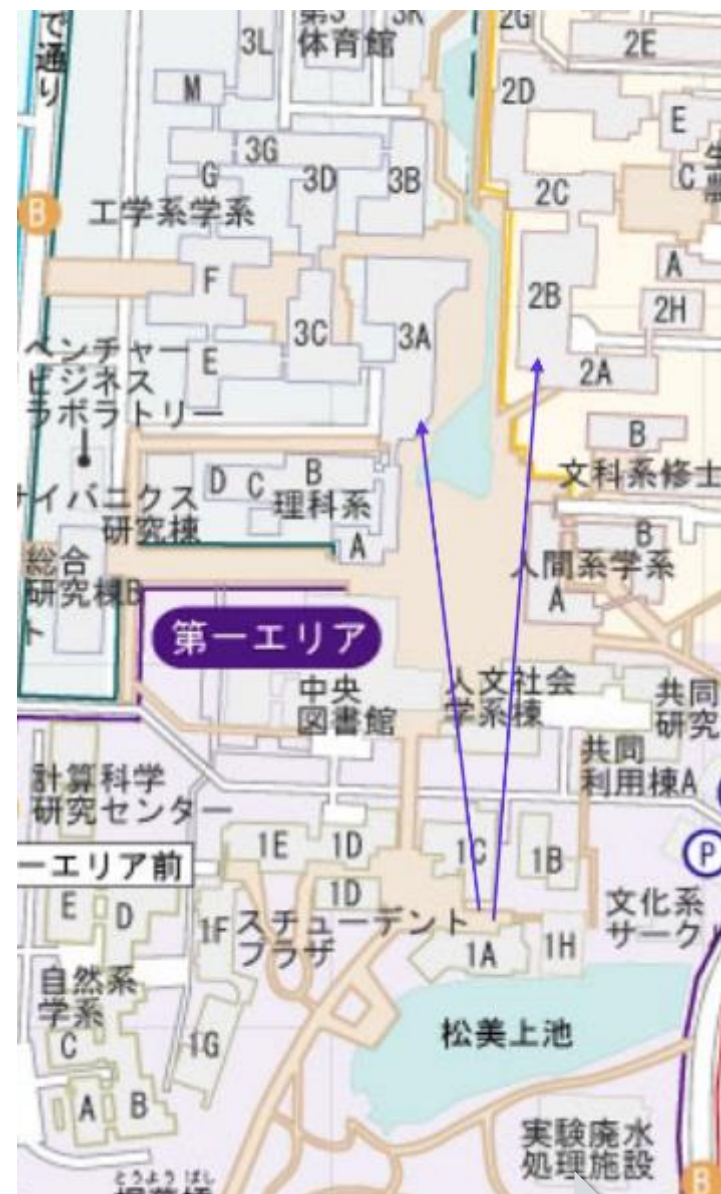 で通り
3L
体育館
3K
2G
2E
M
2D
E
3G
G
3D
3B
2C
C
B
工学系学系
A
F
2B
2H
3C
3A
ベンチャー
ビジネス
ラボラトリー
E
2A
B
D
C
B
理科系
文科系修士
サイバニクス
研究棟
A
B
人間系学系
A
総合
研究棟B
ト
第一エリア
中央
図書館
人文社会
学系棟
共同
研究
共同
利用棟A
計算科学
研究センター
1E
1D
1C
1B
P
一エリア前
1D
E
D
1F
スチューデント
プラザ
文化系
サーク
1A
1H
自然系
学系
C
1G
松美上池
A
B
実験廃水
処理施設
B